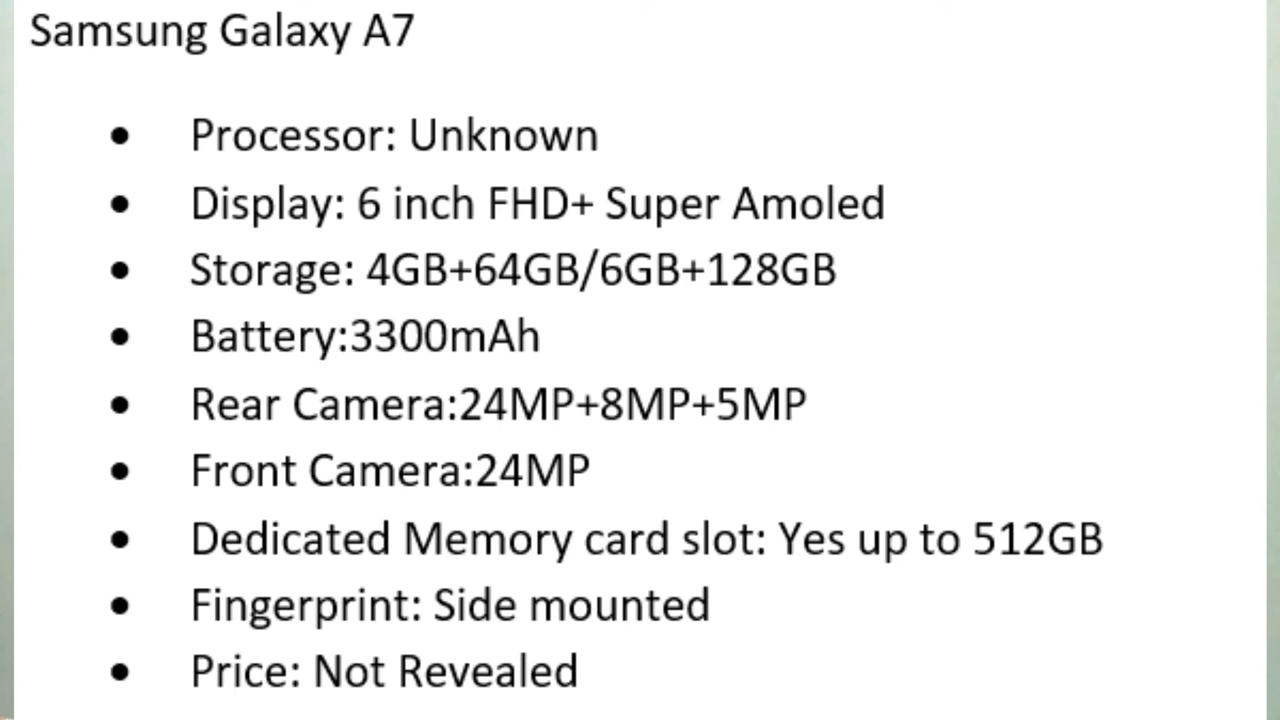 Samsung Galaxy A7
• Processor: Unknown
• Display: 6 inch FHD+ Super Amoled
• Storage: 4GB+64GB/6GB+128GB
• Battery:3300mAh
• Rear Camera:24MP+8MP+5MP
• Front Camera:24MP
• Dedicated Memory card slot: Yes up to 512GB
• Fingerprint: Side mounted
• Price: Not Revealed